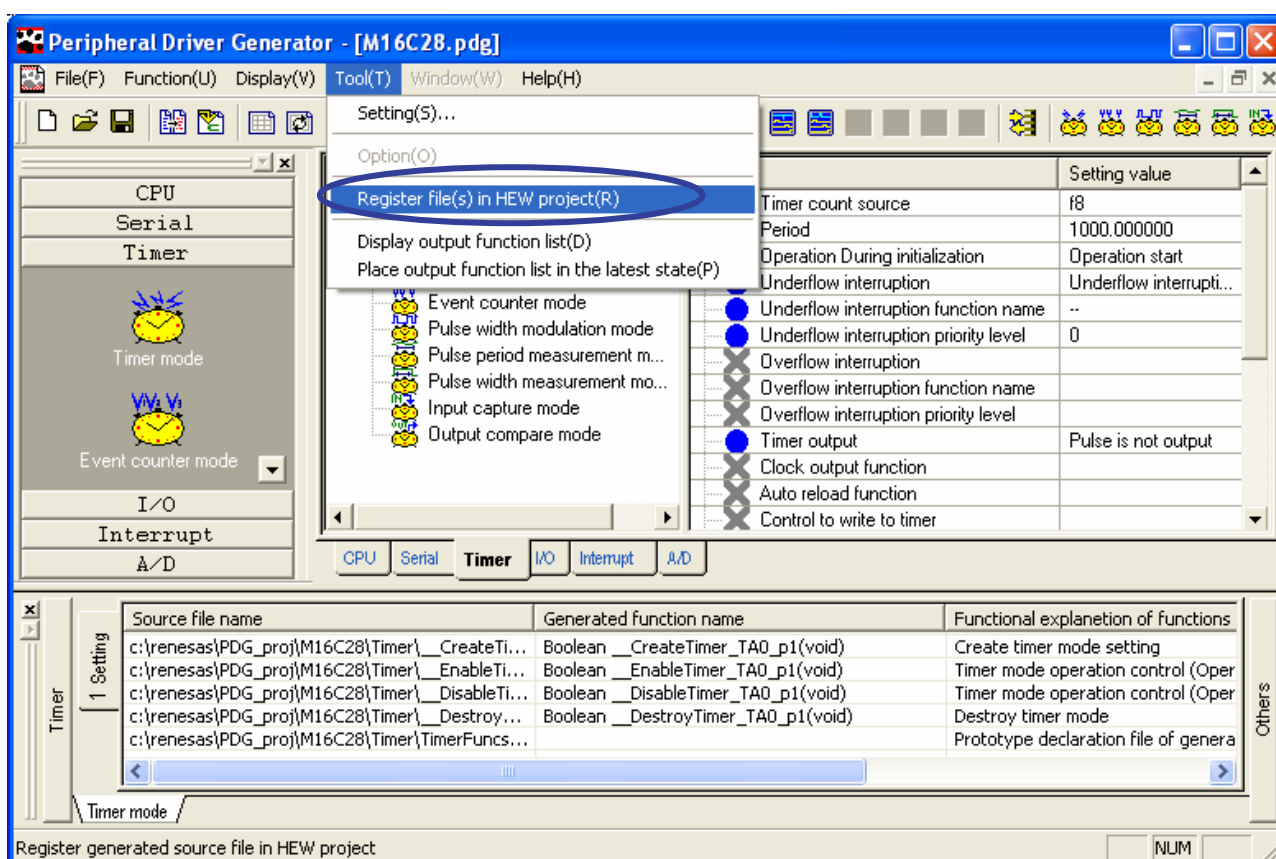 Peripheral Driver Generator - [M16C28.pdg]
File(F) Function(U) Display(V) Tool(T) Window(W) Help(H)
Setting(S)...
Option(O)
Register file(s) in HEW project(R)
Display output function list(D)
Place output function list in the latest state(P)
CPU
Serial
Timer
Timer mode
Event counter mode
I/O
Interrupt
A/D
Event counter mode
Pulse width modulation mode
Pulse period measurement m...
Pulse width measurement mo...
Input capture mode
Output compare mode
Setting value
Timer count source f8
Period 1000.000000
Operation During initialization Operation start
Underflow interruption Underflow interrupti...
Underflow interruption function name --
Underflow interruption priority level 0
Overflow interruption
Overflow interruption function name
Overflow interruption priority level
Timer output Pulse is not output
Clock output function
Auto reload function
Control to write to timer
CPU Serial Timer I/O Interrupt A/D
Timer
1 Setting
Source file name Generated function name Functional explanetion of functions
c:\renesas\PDG_proj\M16C28\Timer\__CreateTi... Boolean __CreateTimer_TA0_p1(void) Create timer mode setting
c:\renesas\PDG_proj\M16C28\Timer\__EnableTi... Boolean __EnableTimer_TA0_p1(void) Timer mode operation control (Oper
c:\renesas\PDG_proj\M16C28\Timer\__DisableTi... Boolean __DisableTimer_TA0_p1(void) Timer mode operation control (Oper
c:\renesas\PDG_proj\M16C28\Timer\__Destroy... Boolean __DestroyTimer_TA0_p1(void) Destroy timer mode
c:\renesas\PDG_proj\M16C28\Timer\TimerFuncs... Prototype declaration file of genera
Others
Timer mode
Register generated source file in HEW project
NUM